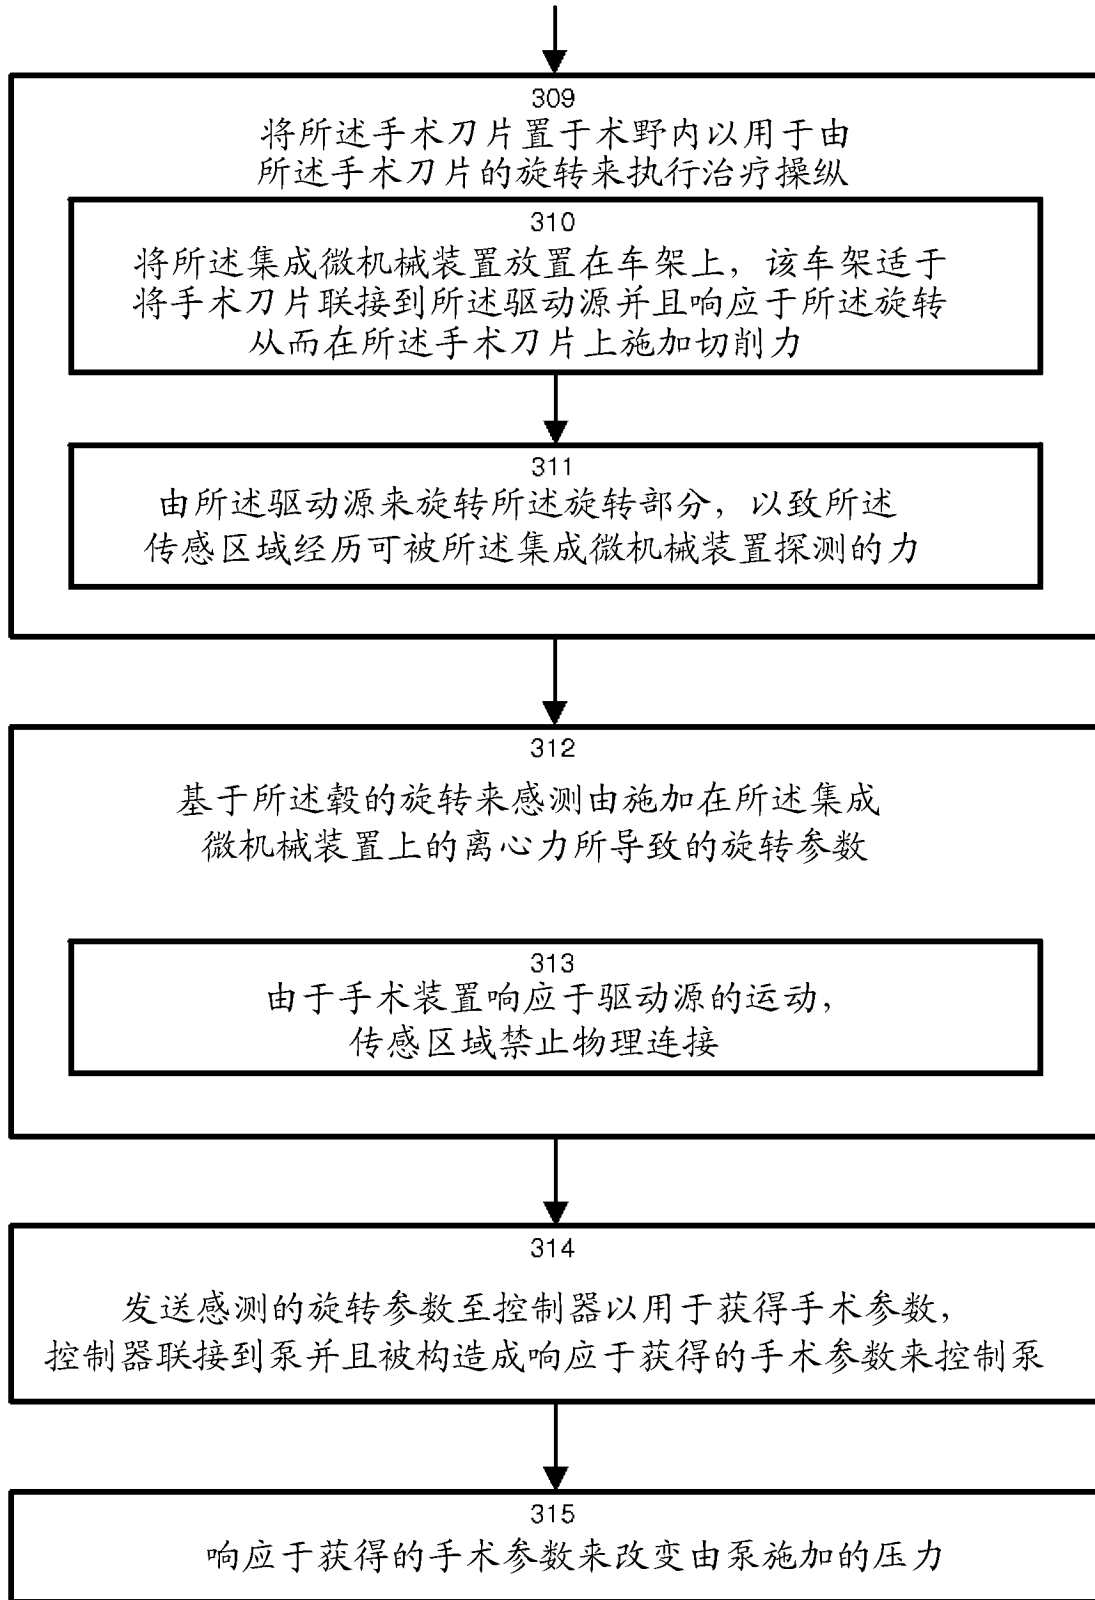 309
将所述手术刀片置于术野内以用于由
所述手术刀片的旋转来执行治疗操纵
310
将所述集成微机械装置放置在车架上，该车架适于
将手术刀片联接到所述驱动源并且响应于所述旋转
从而在所述手术刀片上施加切削力
311
由所述驱动源来旋转所述旋转部分，以致所述
传感区域经历可被所述集成微机械装置探测的力
312
基于所述毂的旋转来感测由施加在所述集成
微机械装置上的离心力所导致的旋转参数
313
由于手术装置响应于驱动源的运动，
传感区域禁止物理连接
314
发送感测的旋转参数至控制器以用于获得手术参数，
控制器联接到泵并且被构造成响应于获得的手术参数来控制泵
315
响应于获得的手术参数来改变由泵施加的压力